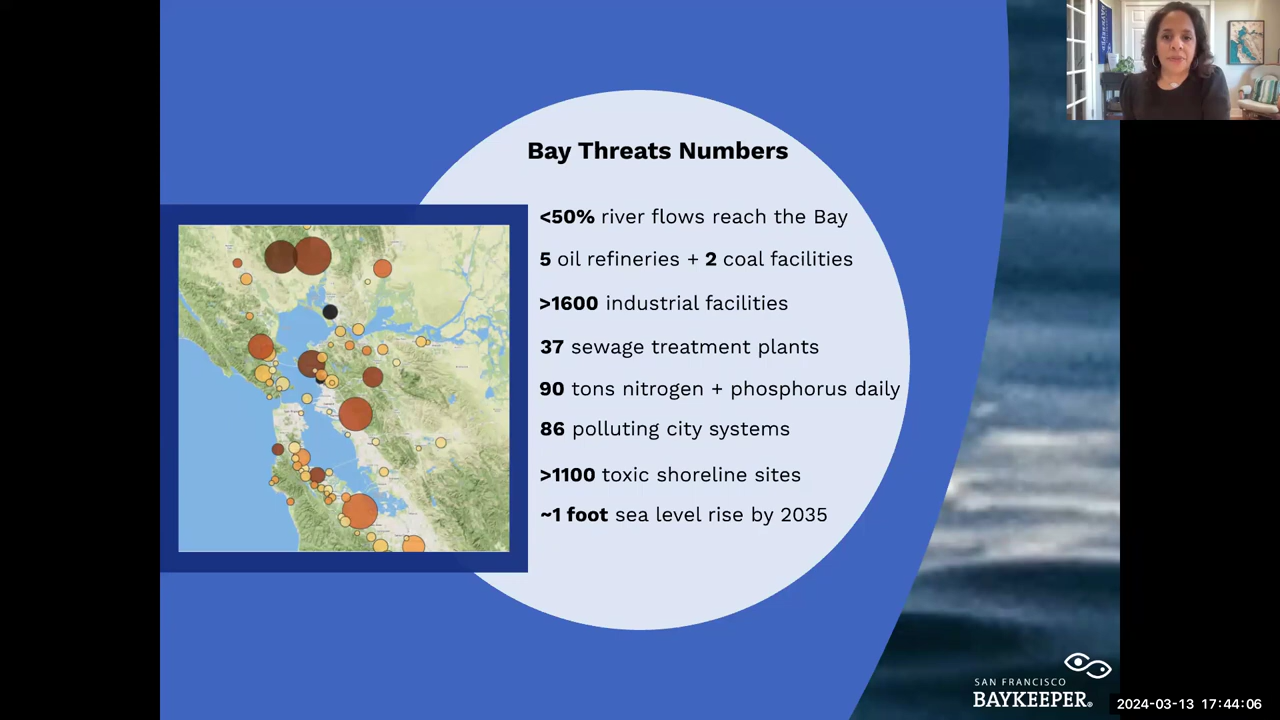 Bay Threats Numbers
<50% river flows reach the Bay
5 oil refineries + 2 coal facilities
>1600 industrial facilities
37 sewage treatment plants
90 tons nitrogen + phosphorus daily
86 polluting city systems
>1100 toxic shoreline sites
~1 foot sea level rise by 2035
SAN FRANCISCO
BAYKEEPER®
2024-03-13 17:44:06